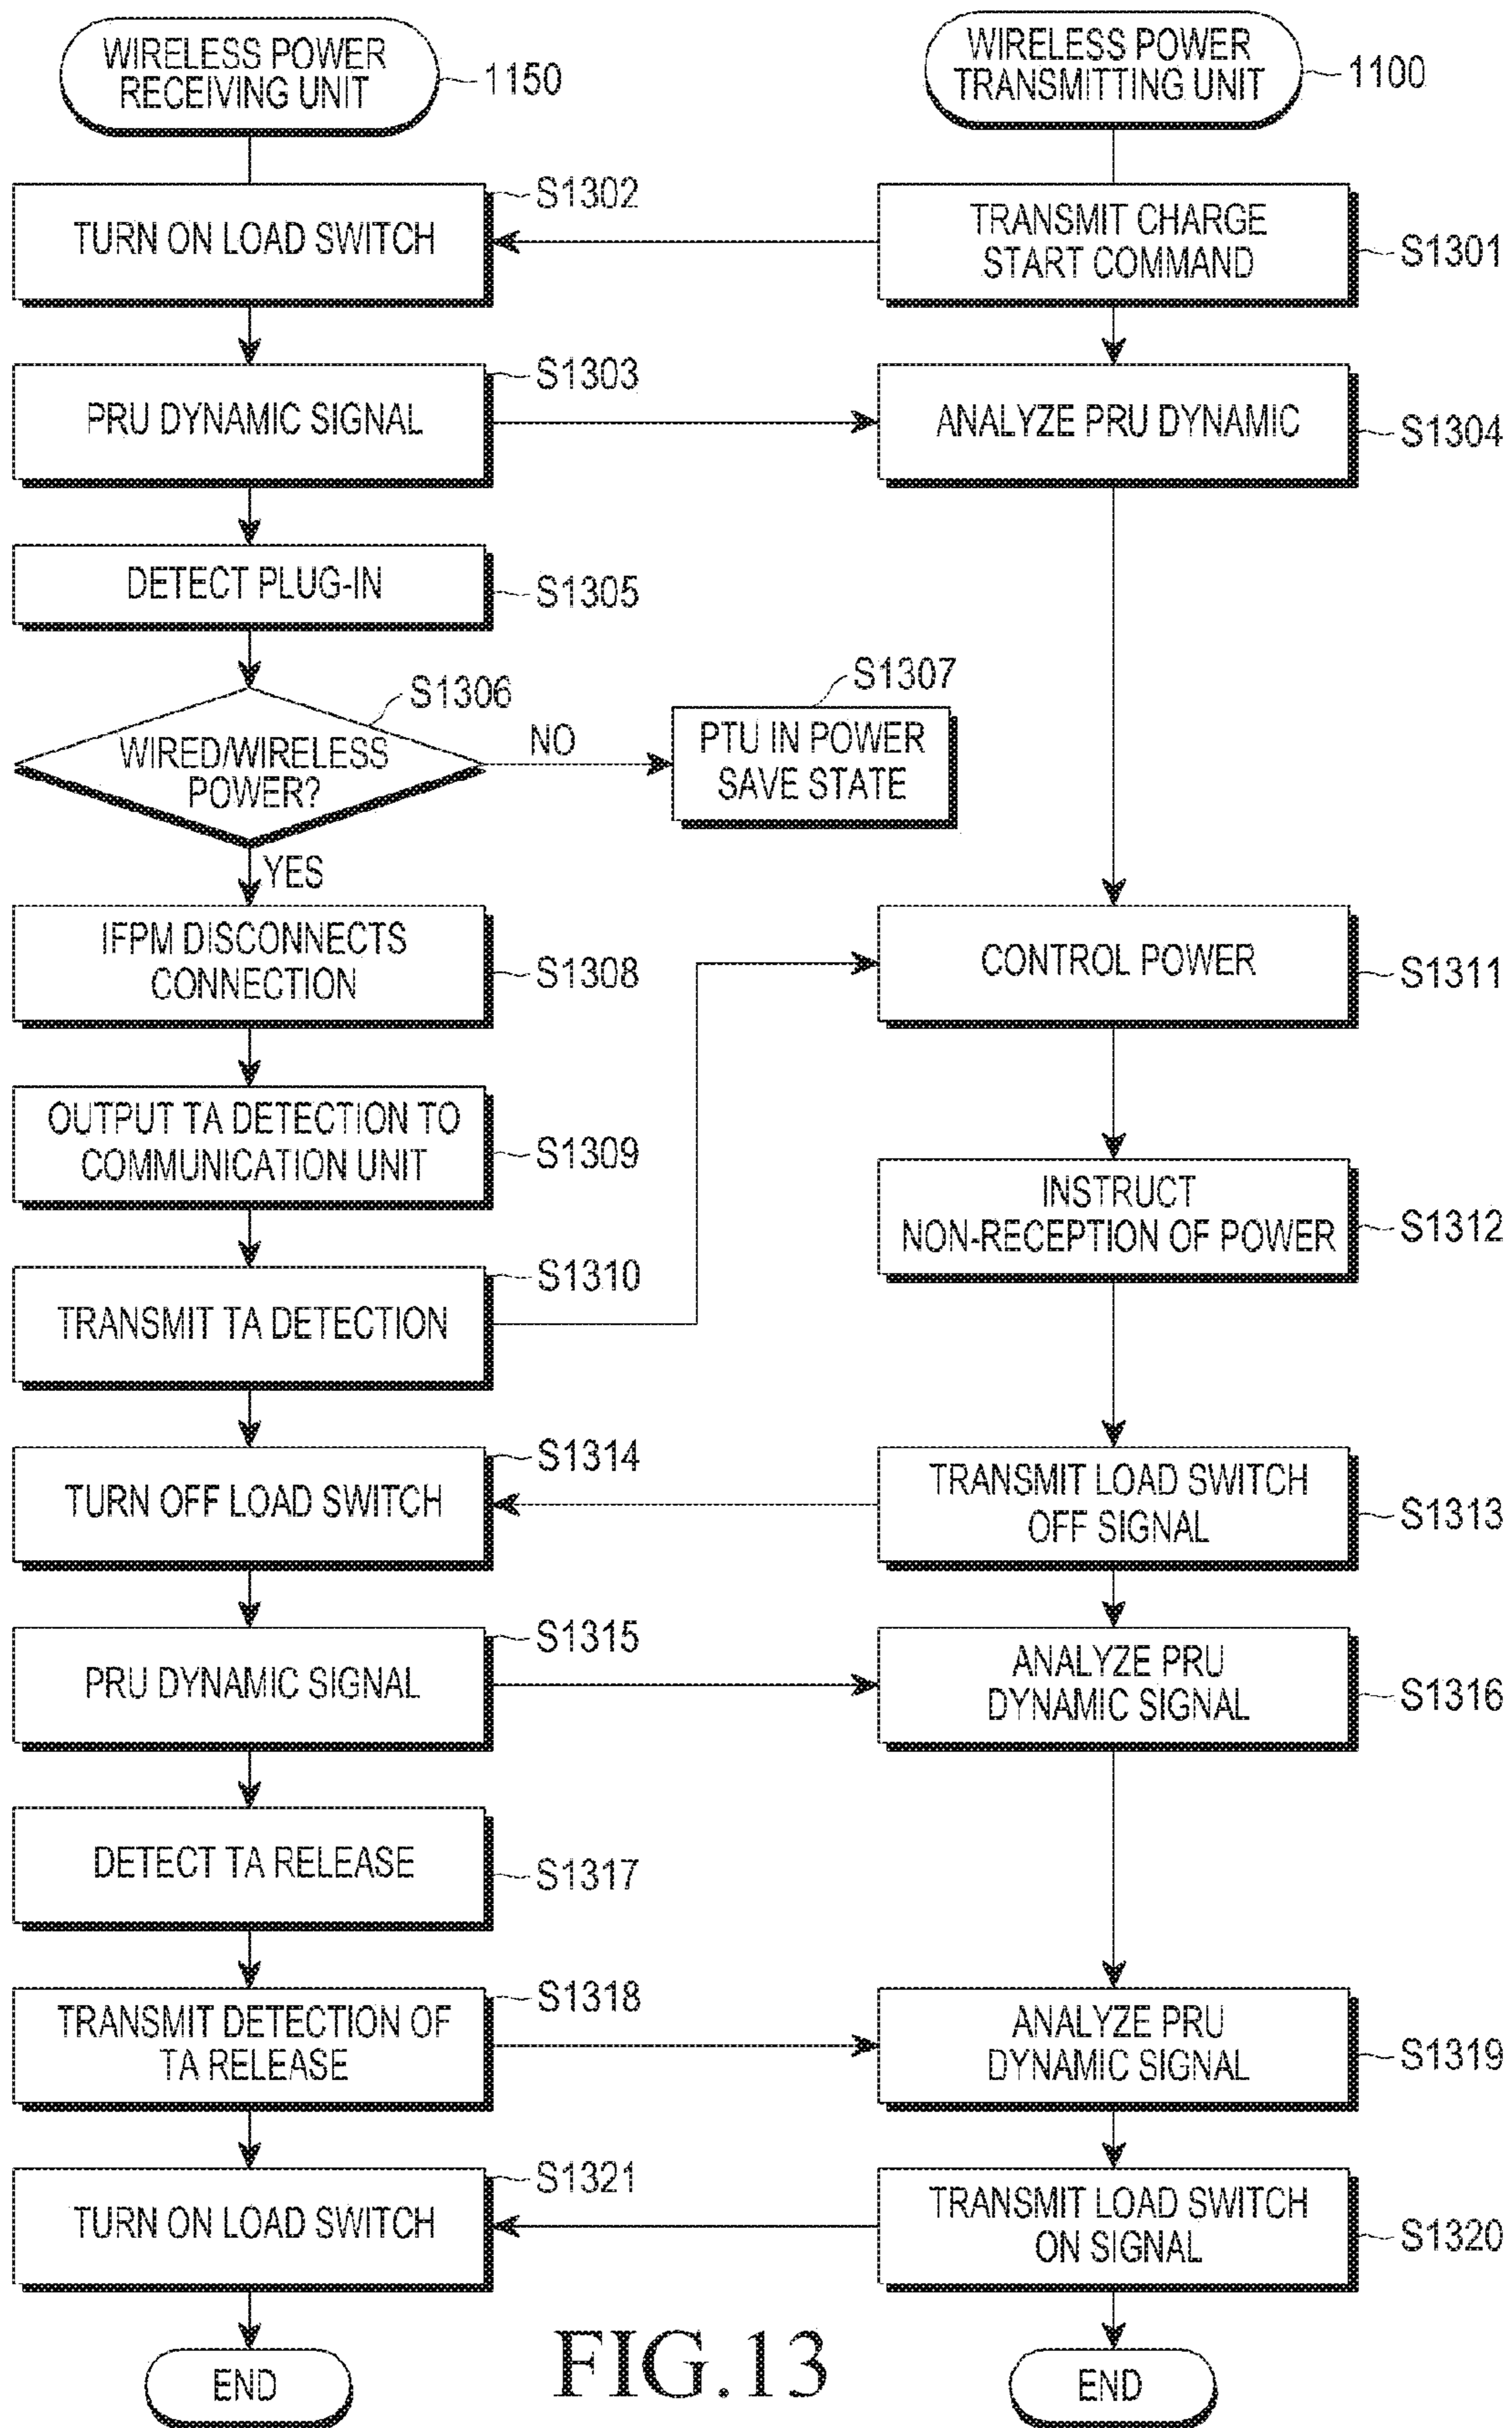 WIRELESS POWER
RECEIVING UNIT
1150
WIRELESS POWER
TRANSMITTING UNIT
1100
S1302
TURN ON LOAD SWITCH
TRANSMIT CHARGE
START COMMAND
S1301
S1303
PRU DYNAMIC SIGNAL
ANALYZE PRU DYNAMIC
S1304
DETECT PLUG-IN
S1305
S1306
WIRED/WIRELESS
POWER?
NO
S1307
PTU IN POWER
SAVE STATE
YES
IFPM DISCONNECTS
CONNECTION
S1308
CONTROL POWER
S1311
OUTPUT TA DETECTION TO
COMMUNICATION UNIT
S1309
INSTRUCT
NON-RECEPTION OF POWER
S1312
S1310
TRANSMIT TA DETECTION
S1314
TURN OFF LOAD SWITCH
TRANSMIT LOAD SWITCH
OFF SIGNAL
S1313
S1315
PRU DYNAMIC SIGNAL
ANALYZE PRU
DYNAMIC SIGNAL
S1316
DETECT TA RELEASE
S1317
S1318
TRANSMIT DETECTION OF
TA RELEASE
ANALYZE PRU
DYNAMIC SIGNAL
S1319
S1321
TURN ON LOAD SWITCH
TRANSMIT LOAD SWITCH
ON SIGNAL
S1320
END
END
FIG.13